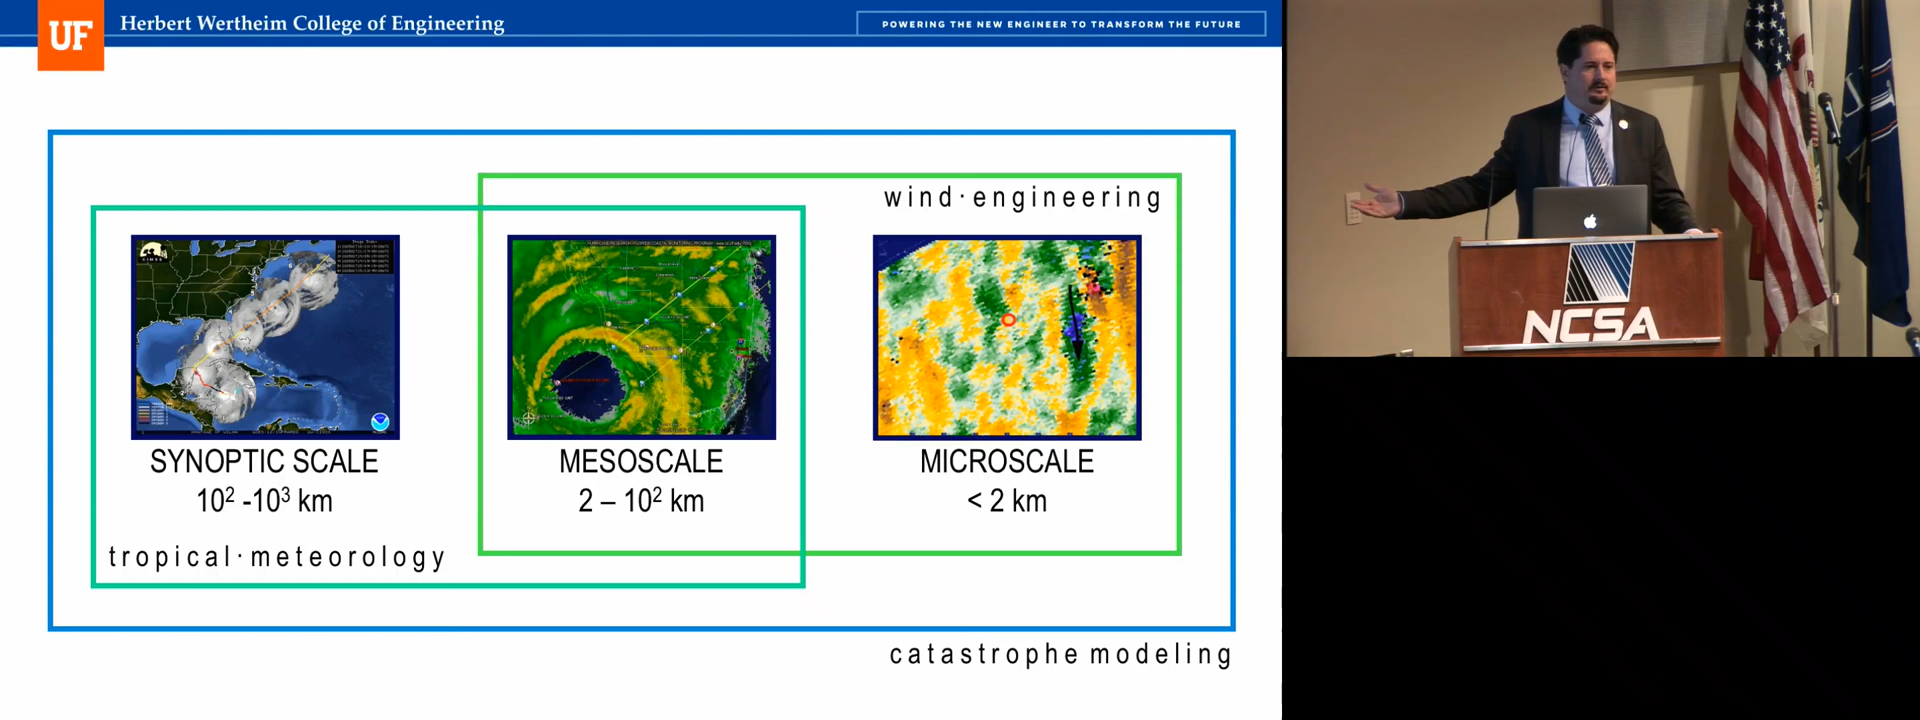 UF
Herbert Wertheim College of Engineering
POWERING THE NEW ENGINEER TO TRANSFORM THE FUTURE
wind·engineering
SYNOPTIC SCALE
10² -10³ km
MESOSCALE
2 – 10² km
MICROSCALE
< 2 km
tropical·meteorology
catastrophe modeling
NCSA